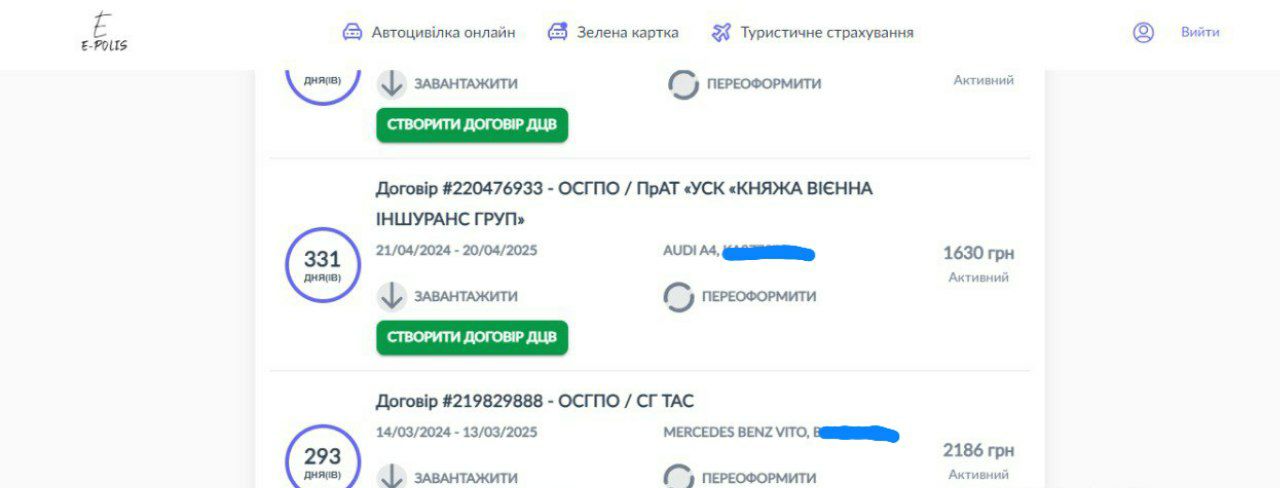 E
E-POLIS
Автоцивілка онлайн
Зелена картка
Туристичне страхування
Вийти
ДНЯ(ІВ)
ЗАВАНТАЖИТИ
ПЕРЕОФОРМИТИ
Активний
СТВОРИТИ ДОГОВІР ДЦВ
Договір #220476933 - ОСГПО / ПрАТ «УСК «КНЯЖА ВІЄННА
ІНШУРАНС ГРУП»
331
ДНЯ(ІВ)
21/04/2024 - 20/04/2025
AUDI A4,
1630 грн
Активний
ЗАВАНТАЖИТИ
ПЕРЕОФОРМИТИ
СТВОРИТИ ДОГОВІР ДЦВ
Договір #219829888 - ОСГПО / СГ ТАС
14/03/2024 - 13/03/2025
MERCEDES BENZ VITO,
2186 грн
293
ДНЯ(ІВ)
Активний
ЗАВАНТАЖИТИ
ПЕРЕОФОРМИТИ